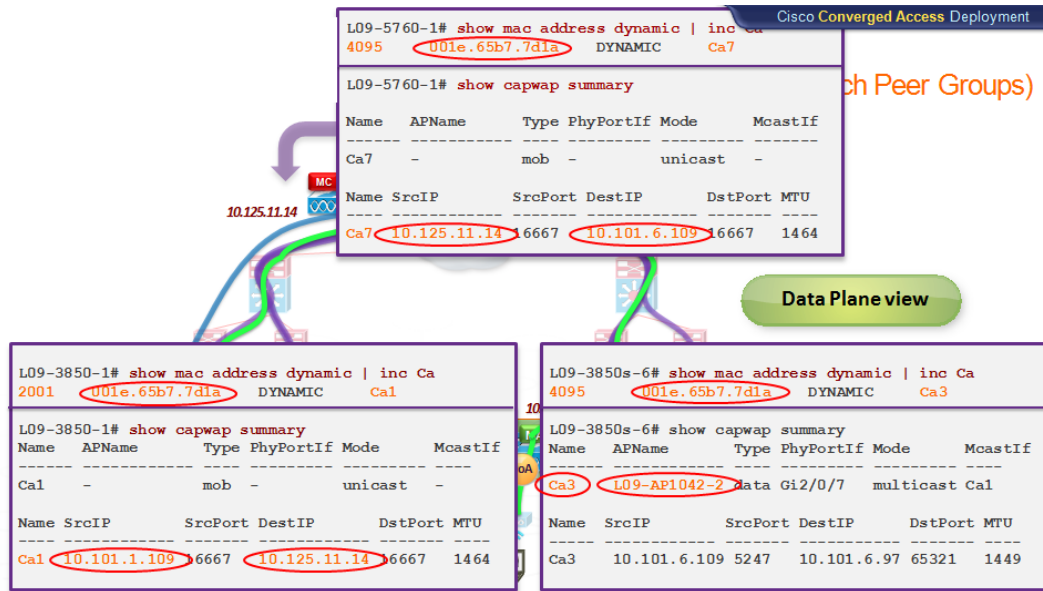 Cisco Converged Access Deployment
ch Peer Groups)
L09-5760-1# show mac address dynamic | inc Ca
4095 001e.65b7.7d1a DYNAMIC Ca7
L09-5760-1# show capwap summary
Name APName Type PhyPortIf Mode McastIf
------ ----------- ---- --------- --------- -------
Ca7 - mob - unicast -
Name SrcIP SrcPort DestIP DstPort MTU
---- ------------ ------- ------------ ------- ----
Ca7 10.125.11.14 16667 10.101.6.109 16667 1464
MC
10.125.11.14
Data Plane view
L09-3850-1# show mac address dynamic | inc Ca
2001 001e.65b7.7d1a DYNAMIC Ca1
L09-3850-1# show capwap summary
Name APName Type PhyPortIf Mode McastIf
------ ----------- ---- --------- --------- ---
Ca1 - mob - unicast -
Name SrcIP SrcPort DestIP DstPort MTU
---- ------------ ------- ------------ ------- ----
Ca1 10.101.1.109 16667 10.125.11.14 16667 1464
10
oA
L09-3850s-6# show mac address dynamic | inc Ca
4095 001e.65b7.7d1a DYNAMIC Ca3
L09-3850s-6# show capwap summary
Name APName Type PhyPortIf Mode McastIf
------ ----------- ---- --------- --------- ----
Ca3 L09-AP1042-2 data Gi2/0/7 multicast Ca1
Name SrcIP SrcPort DestIP DstPort MTU
----- ------------ ------- ------------ ------- ----
Ca3 10.101.6.109 5247 10.101.6.97 65321 1449